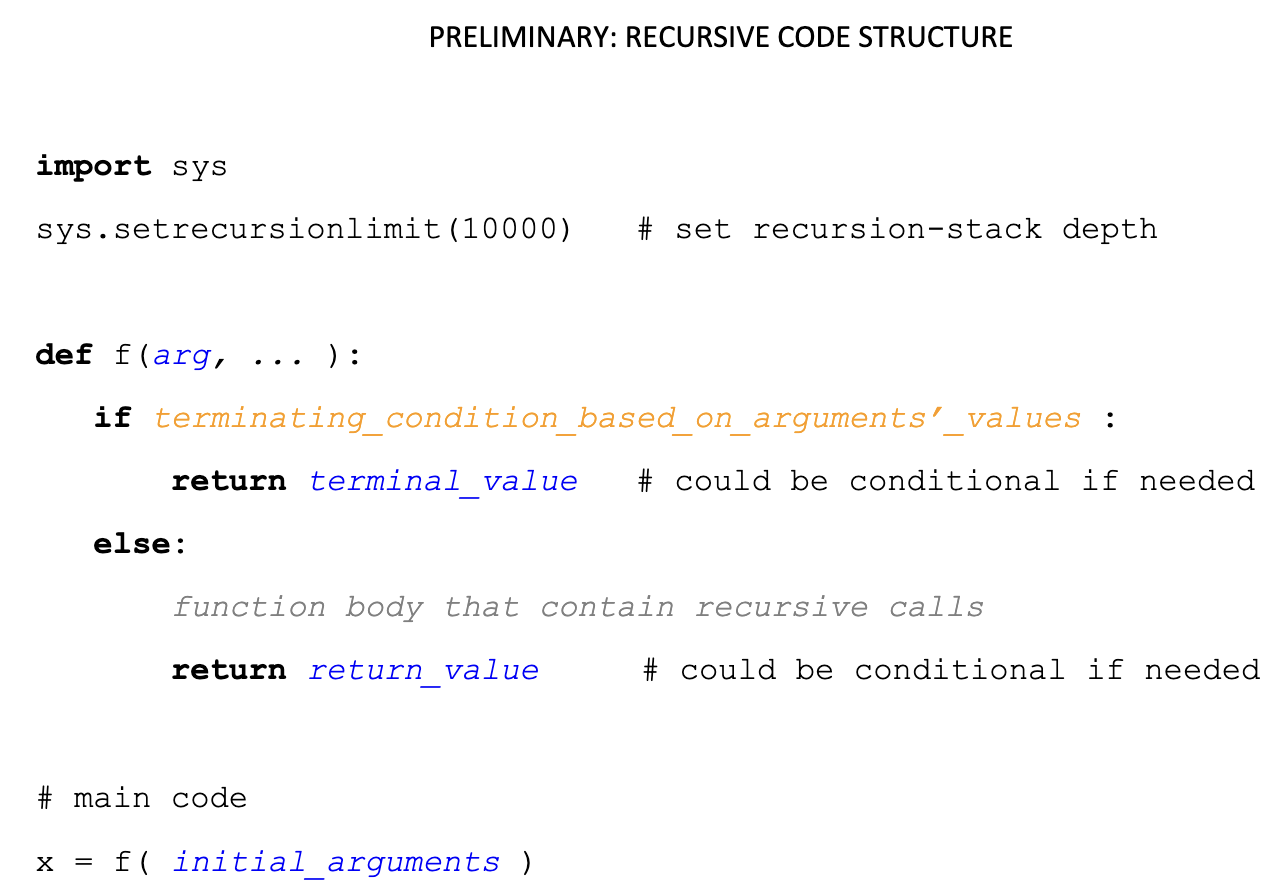 PRELIMINARY: RECURSIVE CODE STRUCTURE
import sys
sys.setrecursionlimit(10000)   # set recursion-stack depth
def f(arg, ... ):
if terminating_condition_based_on_arguments’_values :
return terminal_value   # could be conditional if needed
else:
function body that contain recursive calls
return return_value     # could be conditional if needed
# main code
x = f( initial_arguments )